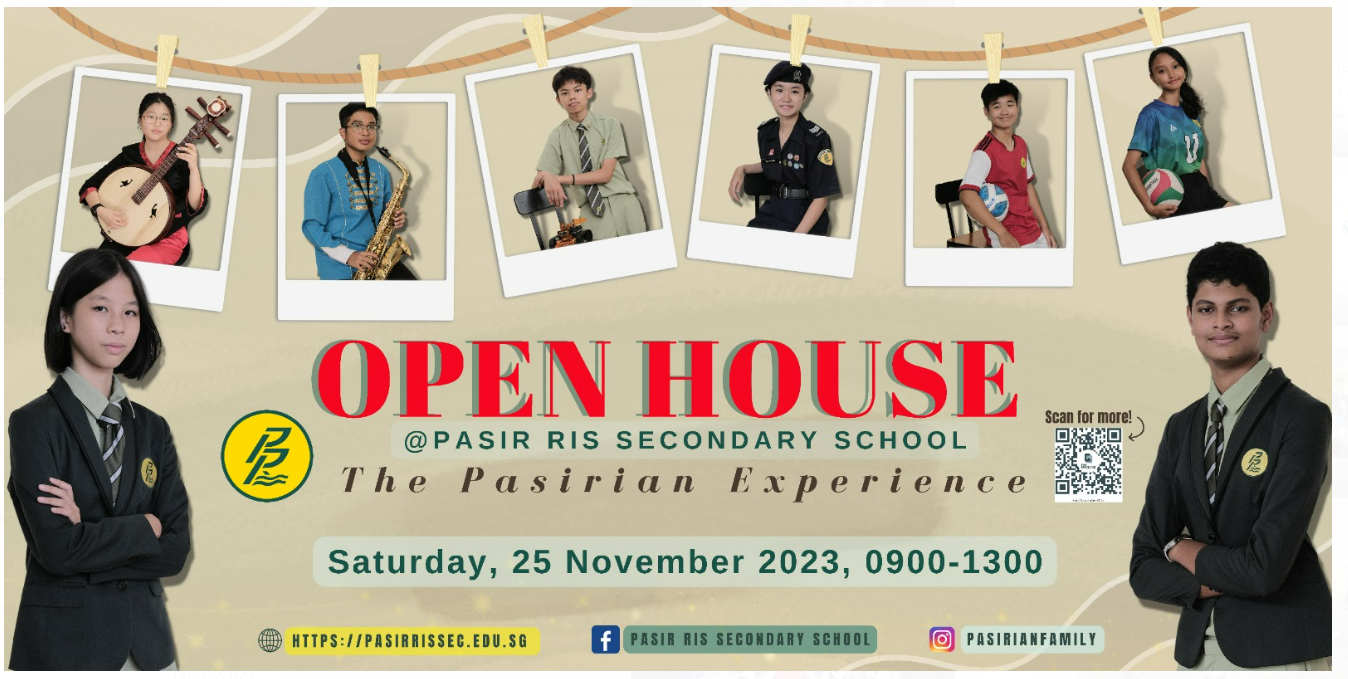 OPEN HOUSE
@PASIR RIS SECONDARY SCHOOL
The Pasirian Experience
Scan for more!
Saturday, 25 November 2023, 0900-1300
HTTPS://PASIRRISSEC.EDU.SG
PASIR RIS SECONDARY SCHOOL
PASIRIANFAMILY